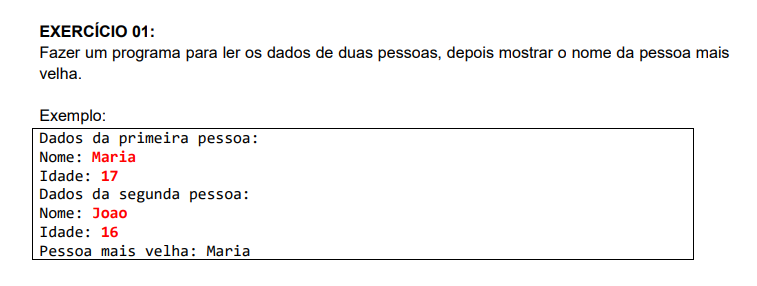 EXERCÍCIO 01:
Fazer um programa para ler os dados de duas pessoas, depois mostrar o nome da pessoa mais
velha.
Exemplo:
Dados da primeira pessoa:
Nome: Maria
Idade: 17
Dados da segunda pessoa:
Nome: Joao
Idade: 16
Pessoa mais velha: Maria